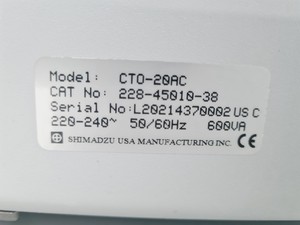 Model: CTO-20AC
CAT No: 228-45010-38
Serial No:L20214370002 US C
220-240~ 50/60Hz 600VA
SHIMADZU USA MANUFACTURING INC.